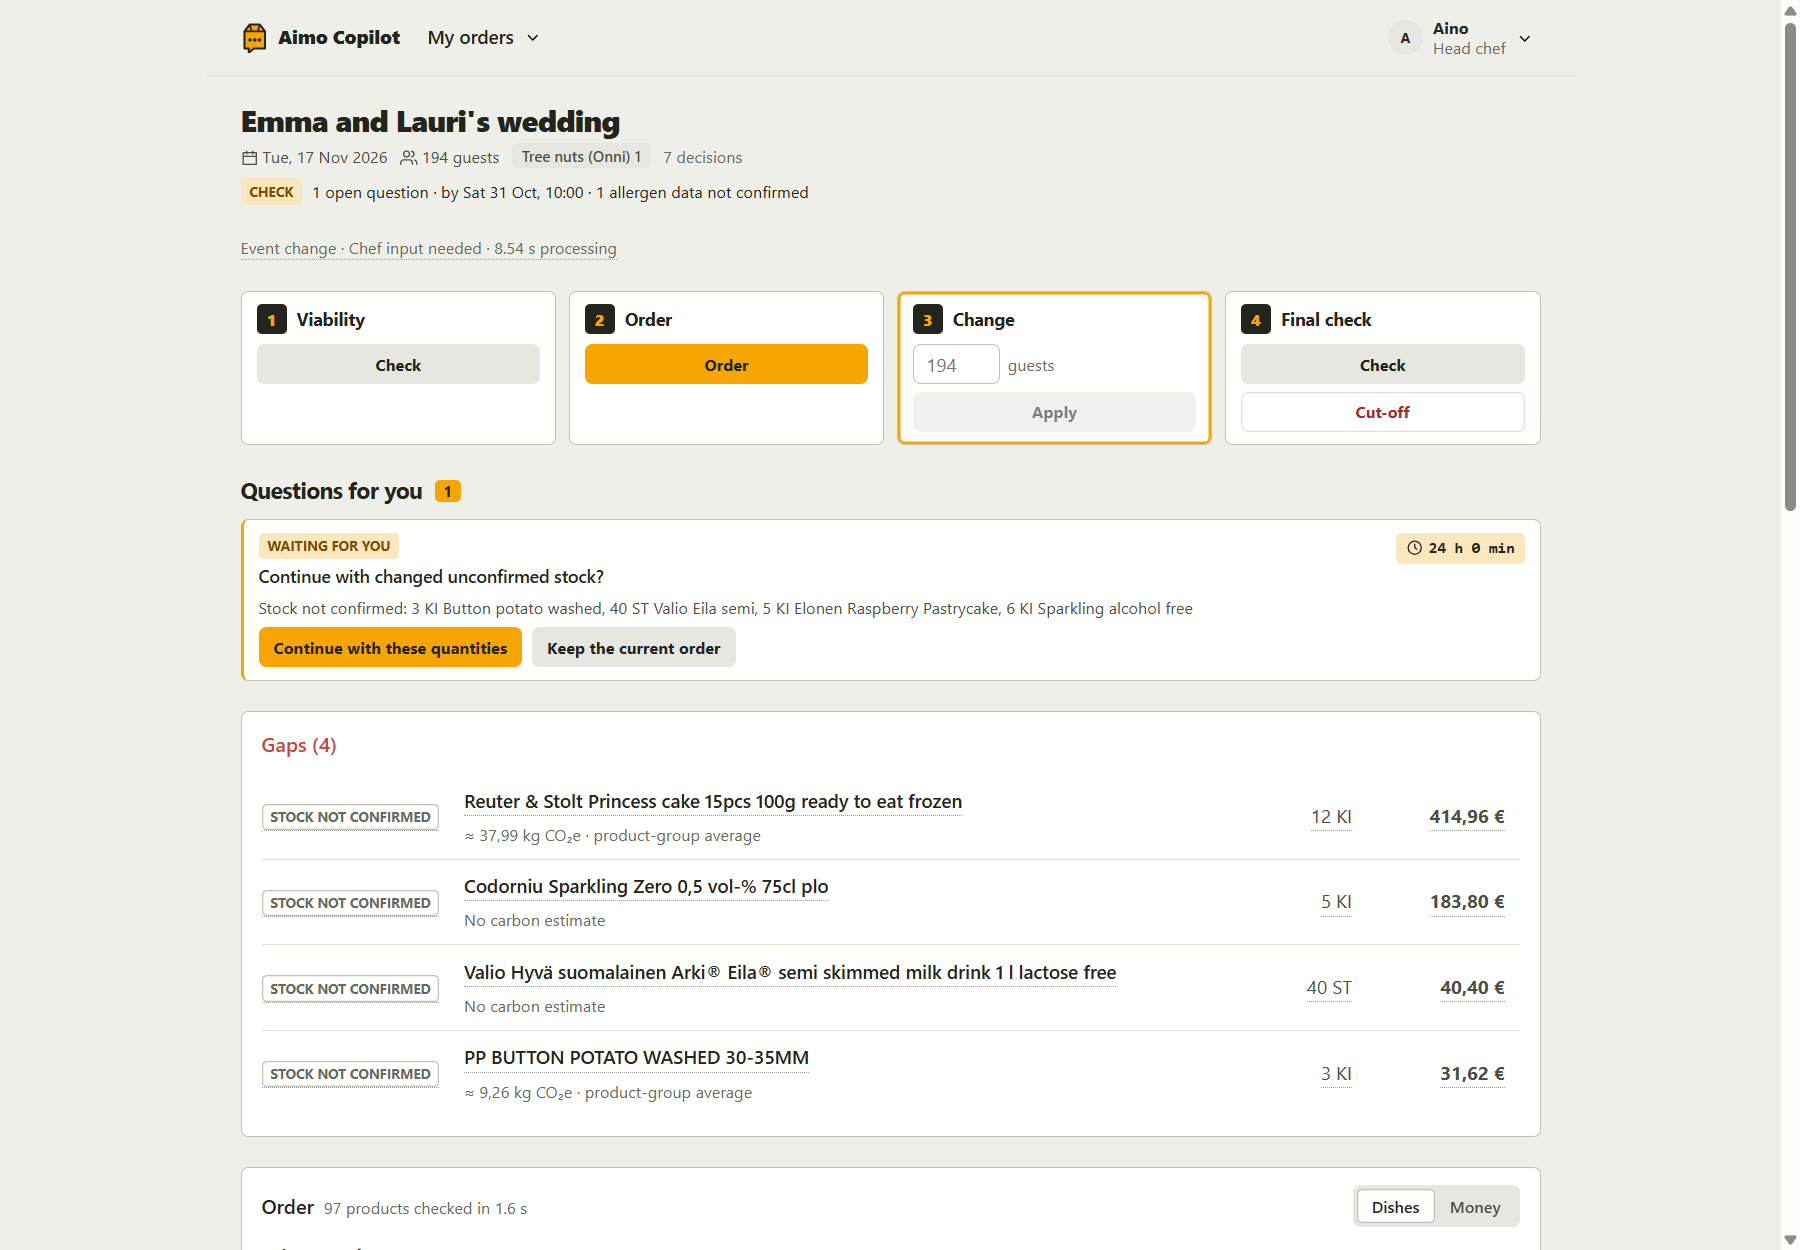 Aimo Copilot
My orders
A
Aino
Head chef
Emma and Lauri's wedding
Tue, 17 Nov 2026 194 guests Tree nuts (Onni) 1 7 decisions
CHECK 1 open question · by Sat 31 Oct, 10:00 · 1 allergen data not confirmed
Event change · Chef input needed · 8.54 s processing
1 Viability
Check
2 Order
Order
3 Change
194 guests
Apply
4 Final check
Check
Cut-off
Questions for you 1
WAITING FOR YOU
24 h 0 min
Continue with changed unconfirmed stock?
Stock not confirmed: 3 KI Button potato washed, 40 ST Valio Eila semi, 5 KI Elonen Raspberry Pastrycake, 6 KI Sparkling alcohol free
Continue with these quantities Keep the current order
Gaps (4)
STOCK NOT CONFIRMED
Reuter & Stolt Princess cake 15pcs 100g ready to eat frozen
≈ 37,99 kg CO₂e · product-group average
12 KI 414,96 €
STOCK NOT CONFIRMED
Codorniu Sparkling Zero 0,5 vol-% 75cl plo
No carbon estimate
5 KI 183,80 €
STOCK NOT CONFIRMED
Valio Hyvä suomalainen Arki® Eila® semi skimmed milk drink 1 l lactose free
No carbon estimate
40 ST 40,40 €
STOCK NOT CONFIRMED
PP BUTTON POTATO WASHED 30-35MM
≈ 9,26 kg CO₂e · product-group average
3 KI 31,62 €
Order 97 products checked in 1.6 s
Dishes Money